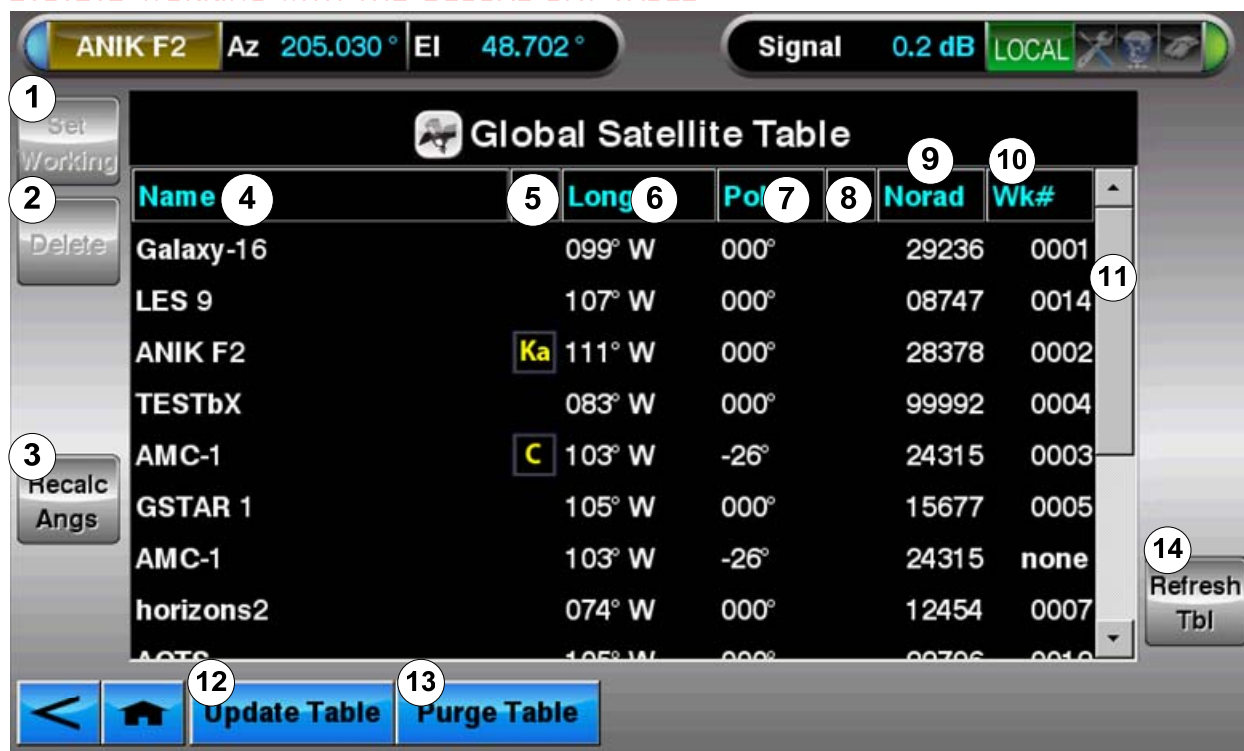 ANIK F2 Az 205.030° El 48.702° Signal 0.2 dB LOCAL
1
Set
Working
Global Satellite Table
2
Delete
Name 4 5 Long 6 Pol 7 8 9 Norad 10 Wk#
Galaxy-16 099° W 000° 29236 0001
11
LES 9 107° W 000° 08747 0014
ANIK F2 Ka 111° W 000° 28378 0002
TESTbX 083° W 000° 99992 0004
3
Recalc
Angs
AMC-1 C 103° W -26° 24315 0003
GSTAR 1 105° W 000° 15677 0005
AMC-1 103° W -26° 24315 none
14
Refresh
Tbl
horizons2 074° W 000° 12454 0007
12
Update Table
13
Purge Table